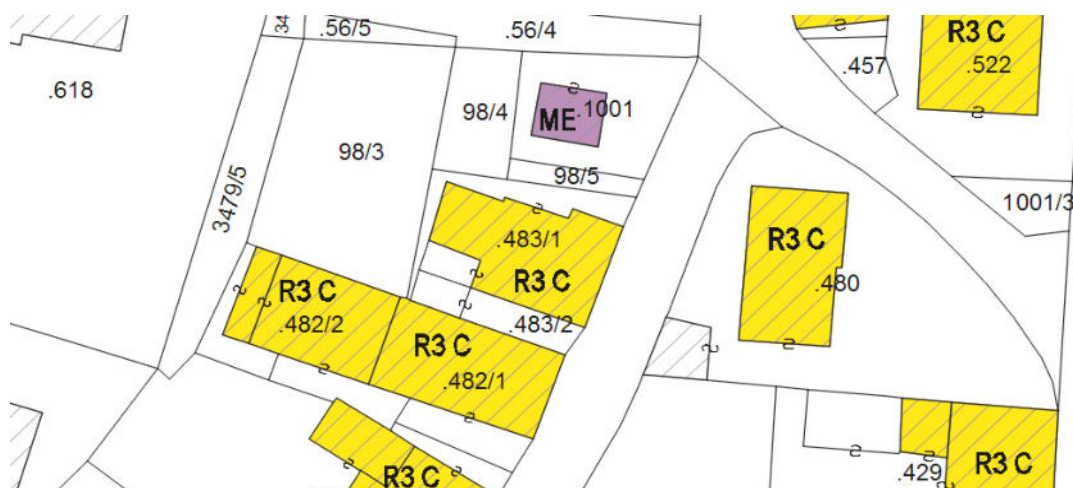 34
.56/5
.56/4
R3 C
.522
.457
.618
98/4
ME
.1001
98/3
98/5
3479/5
1001/3
.483/1
R3 C
R3 C
.480
R3 C
.482/2
.483/2
R3 C
.482/1
R3 C
.429
R3 C